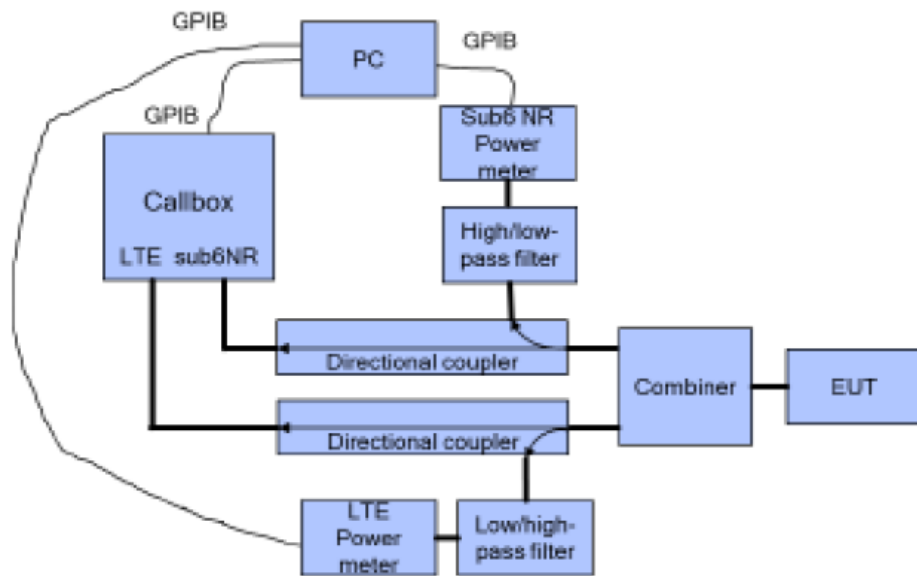 GPIB
PC
GPIB
GPIB
Sub6 NR
Power
meter
Callbox
LTE sub6NR
High/low-
pass filter
Directional coupler
Combiner
EUT
Directional coupler
LTE
Power
meter
Low/high-
pass filter